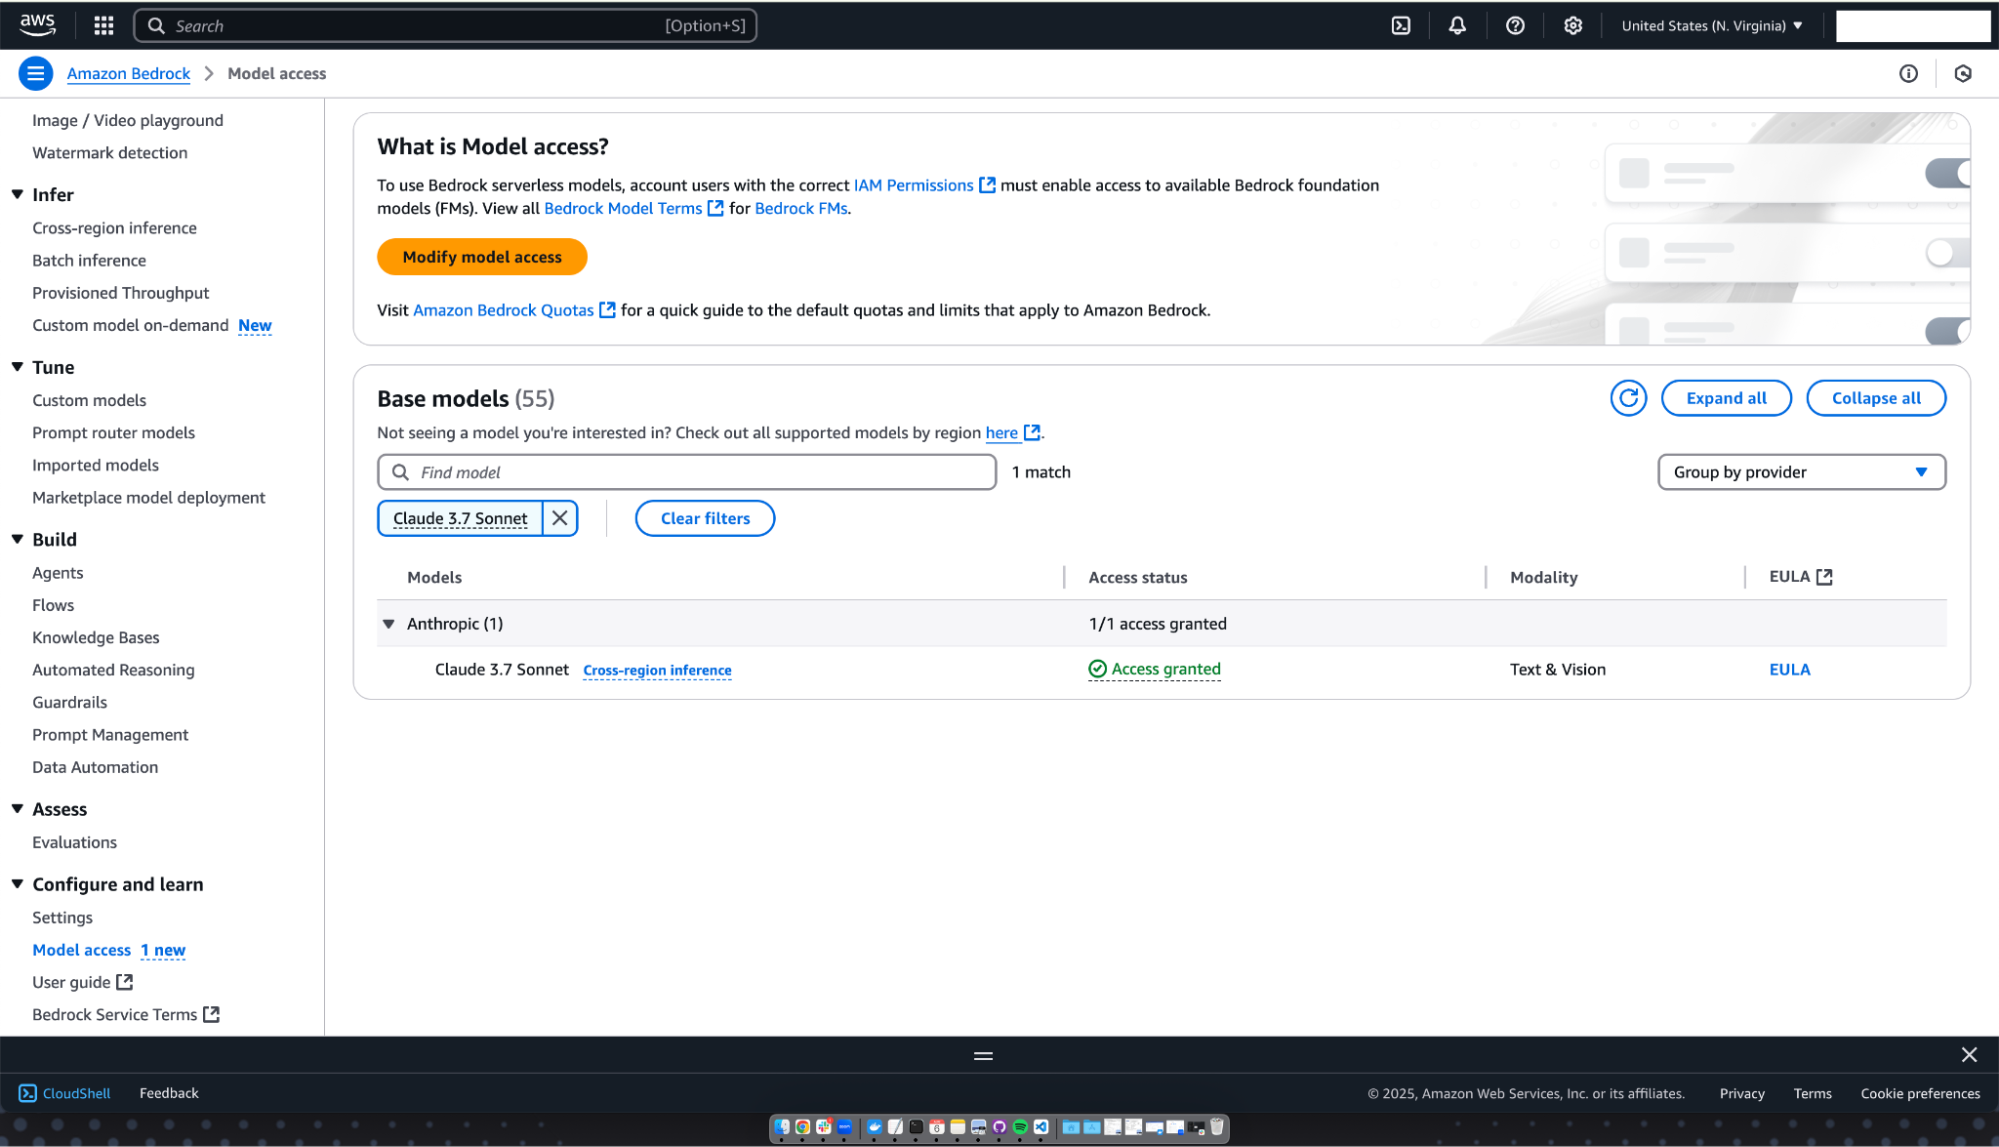 aws
Search
[Option+S]
United States (N. Virginia)
Amazon Bedrock
Model access
Image / Video playground
Watermark detection
Infer
Cross-region inference
Batch inference
Provisioned Throughput
Custom model on-demand New
Tune
Custom models
Prompt router models
Imported models
Marketplace model deployment
Build
Agents
Flows
Knowledge Bases
Automated Reasoning
Guardrails
Prompt Management
Data Automation
Assess
Evaluations
Configure and learn
Settings
Model access 1 new
User guide
Bedrock Service Terms
What is Model access?
To use Bedrock serverless models, account users with the correct IAM Permissions must enable access to available Bedrock foundation
models (FMs). View all Bedrock Model Terms for Bedrock FMs.
Modify model access
Visit Amazon Bedrock Quotas for a quick guide to the default quotas and limits that apply to Amazon Bedrock.
Base models (55)
Expand all
Collapse all
Not seeing a model you're interested in? Check out all supported models by region here.
Find model
1 match
Group by provider
Claude 3.7 Sonnet
Clear filters
Models Access status Modality EULA
Anthropic (1) 1/1 access granted
Claude 3.7 Sonnet Cross-region inference Access granted Text & Vision EULA
CloudShell
Feedback
© 2025, Amazon Web Services, Inc. or its affiliates.
Privacy
Terms
Cookie preferences
6